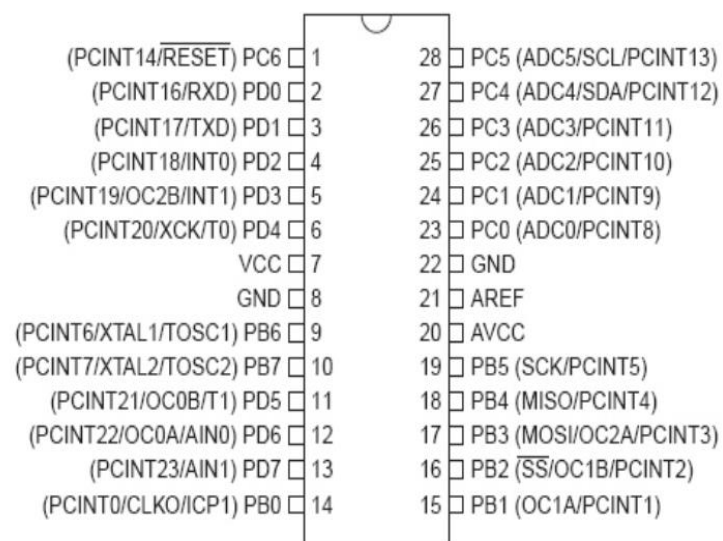 (PCINT14/RESET) PC6 1 28 PC5 (ADC5/SCL/PCINT13)
(PCINT16/RXD) PD0 2 27 PC4 (ADC4/SDA/PCINT12)
(PCINT17/TXD) PD1 3 26 PC3 (ADC3/PCINT11)
(PCINT18/INT0) PD2 4 25 PC2 (ADC2/PCINT10)
(PCINT19/OC2B/INT1) PD3 5 24 PC1 (ADC1/PCINT9)
(PCINT20/XCK/T0) PD4 6 23 PC0 (ADC0/PCINT8)
VCC 7 22 GND
GND 8 21 AREF
(PCINT6/XTAL1/TOSC1) PB6 9 20 AVCC
(PCINT7/XTAL2/TOSC2) PB7 10 19 PB5 (SCK/PCINT5)
(PCINT21/OC0B/T1) PD5 11 18 PB4 (MISO/PCINT4)
(PCINT22/OC0A/AIN0) PD6 12 17 PB3 (MOSI/OC2A/PCINT3)
(PCINT23/AIN1) PD7 13 16 PB2 (SS/OC1B/PCINT2)
(PCINT0/CLKO/ICP1) PB0 14 15 PB1 (OC1A/PCINT1)